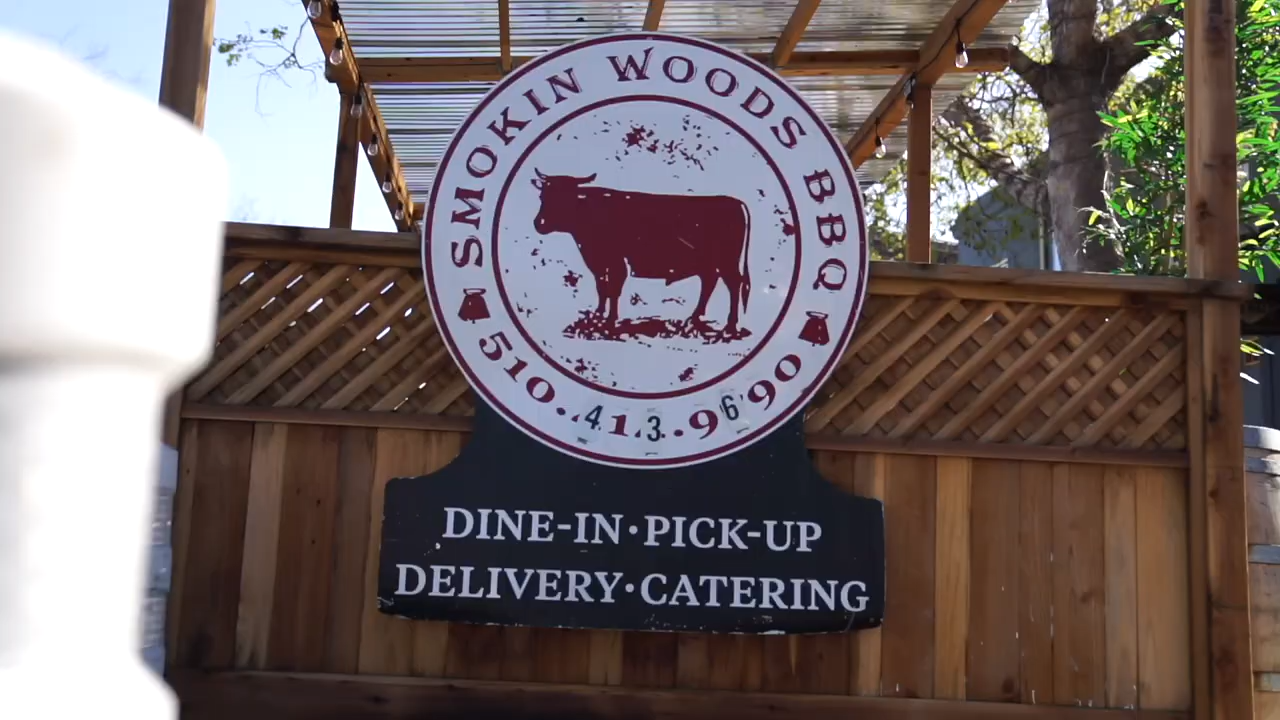 SMOKIN WOODS BBQ
510.413.9690
DINE-IN·PICK-UP
DELIVERY·CATERING